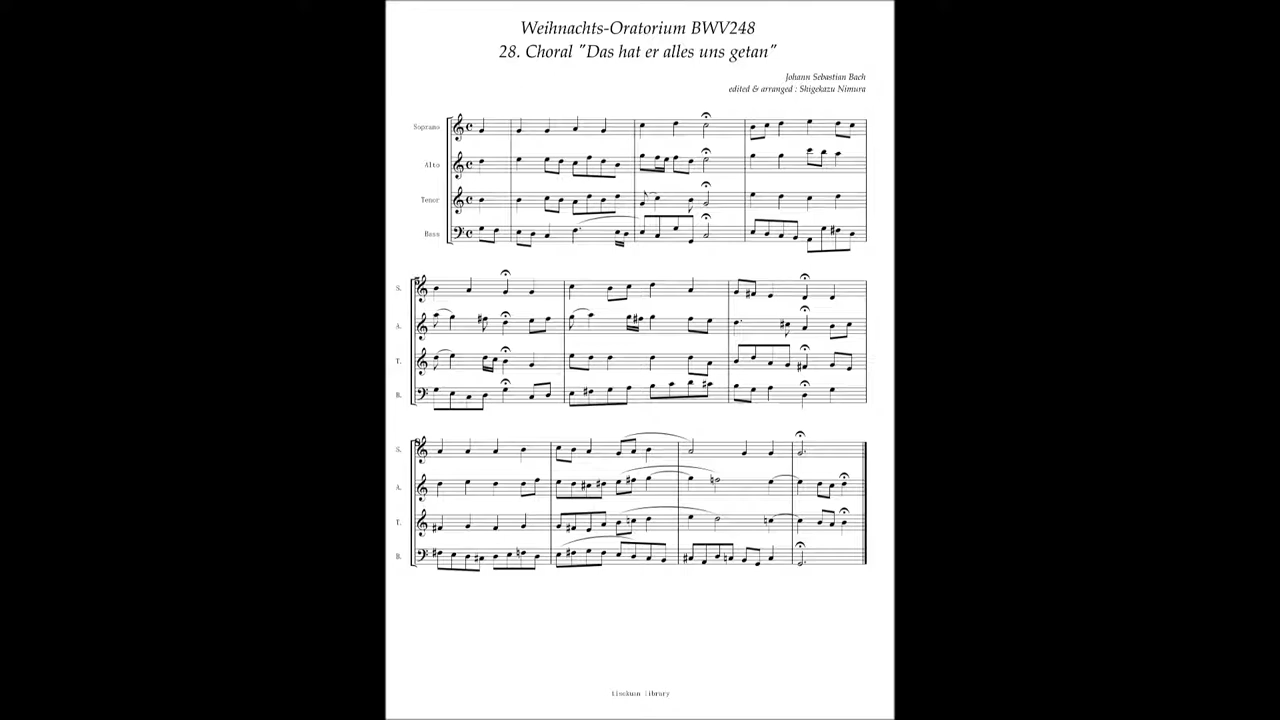 Weihnachts-Oratorium BWV248
28. Choral "Das hat er alles uns getan"
Johann Sebastian Bach
edited & arranged : Shigekazu Nimura
Soprano
Alto
Tenor
Bass
S.
A.
T.
B.
S.
A.
T.
B.
library